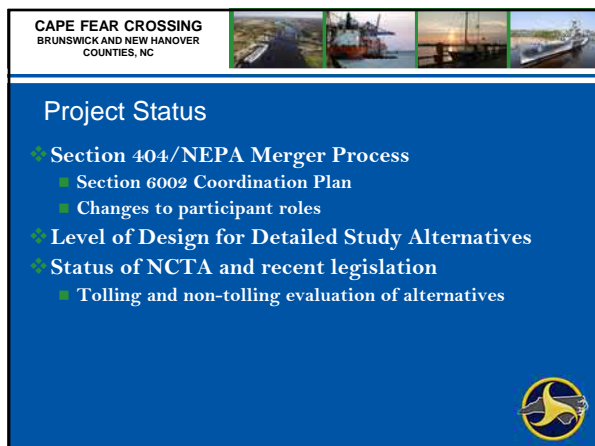 CAPE FEAR CROSSING
BRUNSWICK AND NEW HANOVER
COUNTIES, NC
Project Status
Section 404/NEPA Merger Process
Section 6002 Coordination Plan
Changes to participant roles
Level of Design for Detailed Study Alternatives
Status of NCTA and recent legislation
Tolling and non-tolling evaluation of alternatives